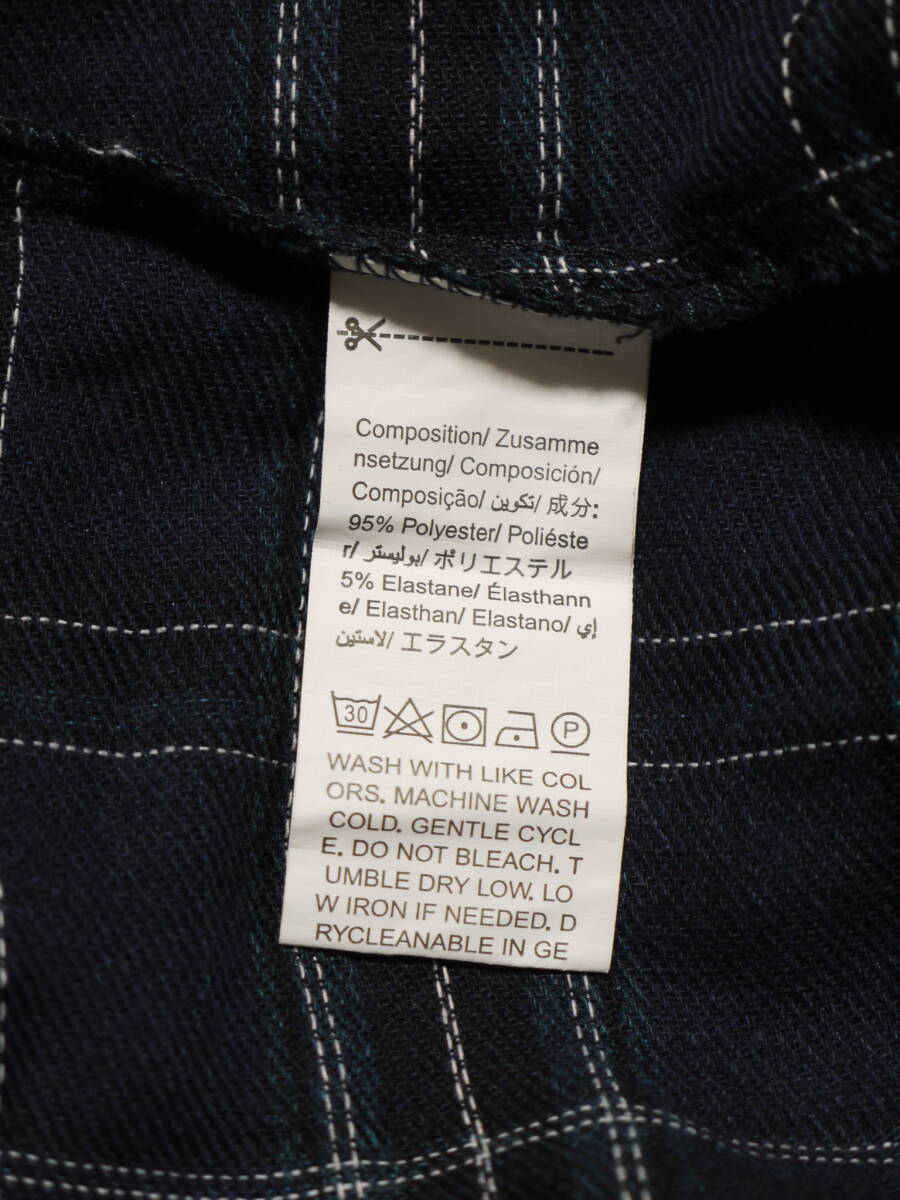 Composition/ Zusamme
nsetzung/ Composición/
Composição/ تكوين/ 成分:
95% Polyester/ Poliéste
r/ بوليستر/ ポリエステル
5% Elastane/ Élasthann
e/ Elasthan/ Elastano/ إي
لاستين/ エラスタン
30
P
WASH WITH LIKE COL
ORS. MACHINE WASH
COLD. GENTLE CYCL
E. DO NOT BLEACH. T
UMBLE DRY LOW. LO
W IRON IF NEEDED. D
RYCLEANABLE IN GE